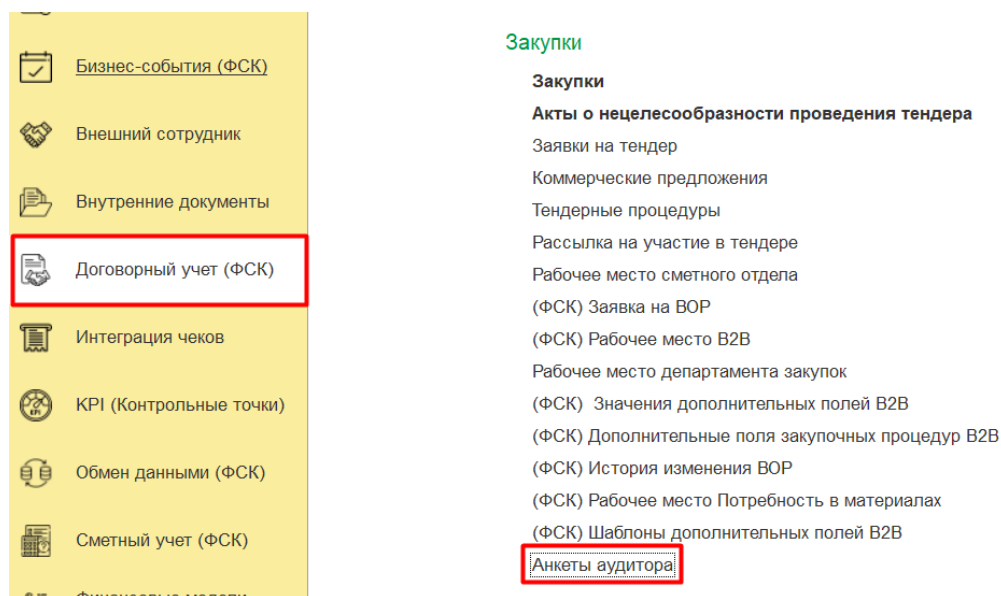 Бизнес-события (ФСК)
Внешний сотрудник
Внутренние документы
Договорный учет (ФСК)
Интеграция чеков
KPI
KPI (Контрольные точки)
Обмен данными (ФСК)
Сметный учет (ФСК)
Финансовые модели
Закупки
Закупки
Акты о нецелесообразности проведения тендера
Заявки на тендер
Коммерческие предложения
Тендерные процедуры
Рассылка на участие в тендере
Рабочее место сметного отдела
(ФСК) Заявка на ВОР
(ФСК) Рабочее место B2B
Рабочее место департамента закупок
(ФСК)  Значения дополнительных полей B2B
(ФСК) Дополнительные поля закупочных процедур B2B
(ФСК) История изменения ВОР
(ФСК) Рабочее место Потребность в материалах
(ФСК) Шаблоны дополнительных полей B2B
Анкеты аудитора